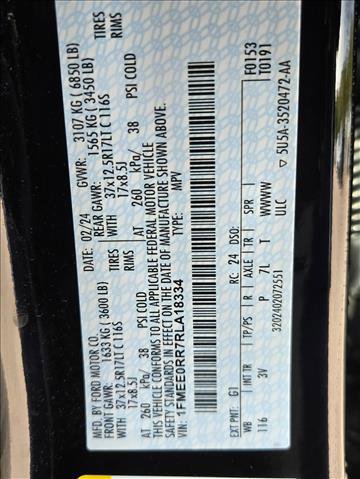 MFD. BY FORD MOTOR CO.
DATE: 02/24 GVWR: 3107 KG ( 6850 LB)
FRONT GAWR: 1633 KG ( 3600 LB) REAR GAWR: 1565 KG ( 3450 LB)
WITH 37x12.5R17LT C 116S TIRES WITH 37x12.5R17LT C 116S TIRES
17x8.5J RIMS 17x8.5J RIMS
AT 260 kPa/ 38 PSI COLD AT 260 kPa/ 38 PSI COLD
THIS VEHICLE CONFORMS TO ALL APPLICABLE FEDERAL MOTOR VEHICLE
SAFETY STANDARDS IN EFFECT ON THE DATE OF MANUFACTURE SHOWN ABOVE.
VIN: 1FMEE0RR7RLA18334 TYPE: MPV
F0153
T0191
EXT PNT: G1 RC: 24 DSO:
WB TP/PS R AXLE TR SPR
116 3V P 7L T WWWW
3202402072551 ULC 5U5A-3520472-AA